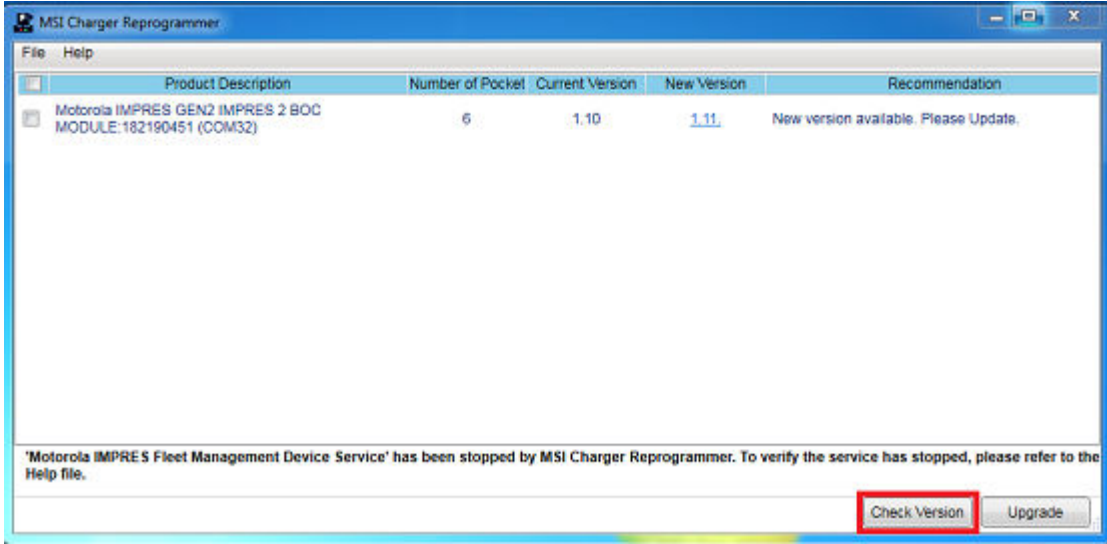 MSI Charger Reprogrammer
File Help
Product Description Number of Pocket Current Version New Version Recommendation
Motorola IMPRES GEN2 IMPRES 2 BOC
MODULE:182190451 (COM32) 6 1.10 1.11. New version available. Please Update.
'Motorola IMPRES Fleet Management Device Service' has been stopped by MSI Charger Reprogrammer. To verify the service has stopped, please refer to the
Help file.
Check Version Upgrade